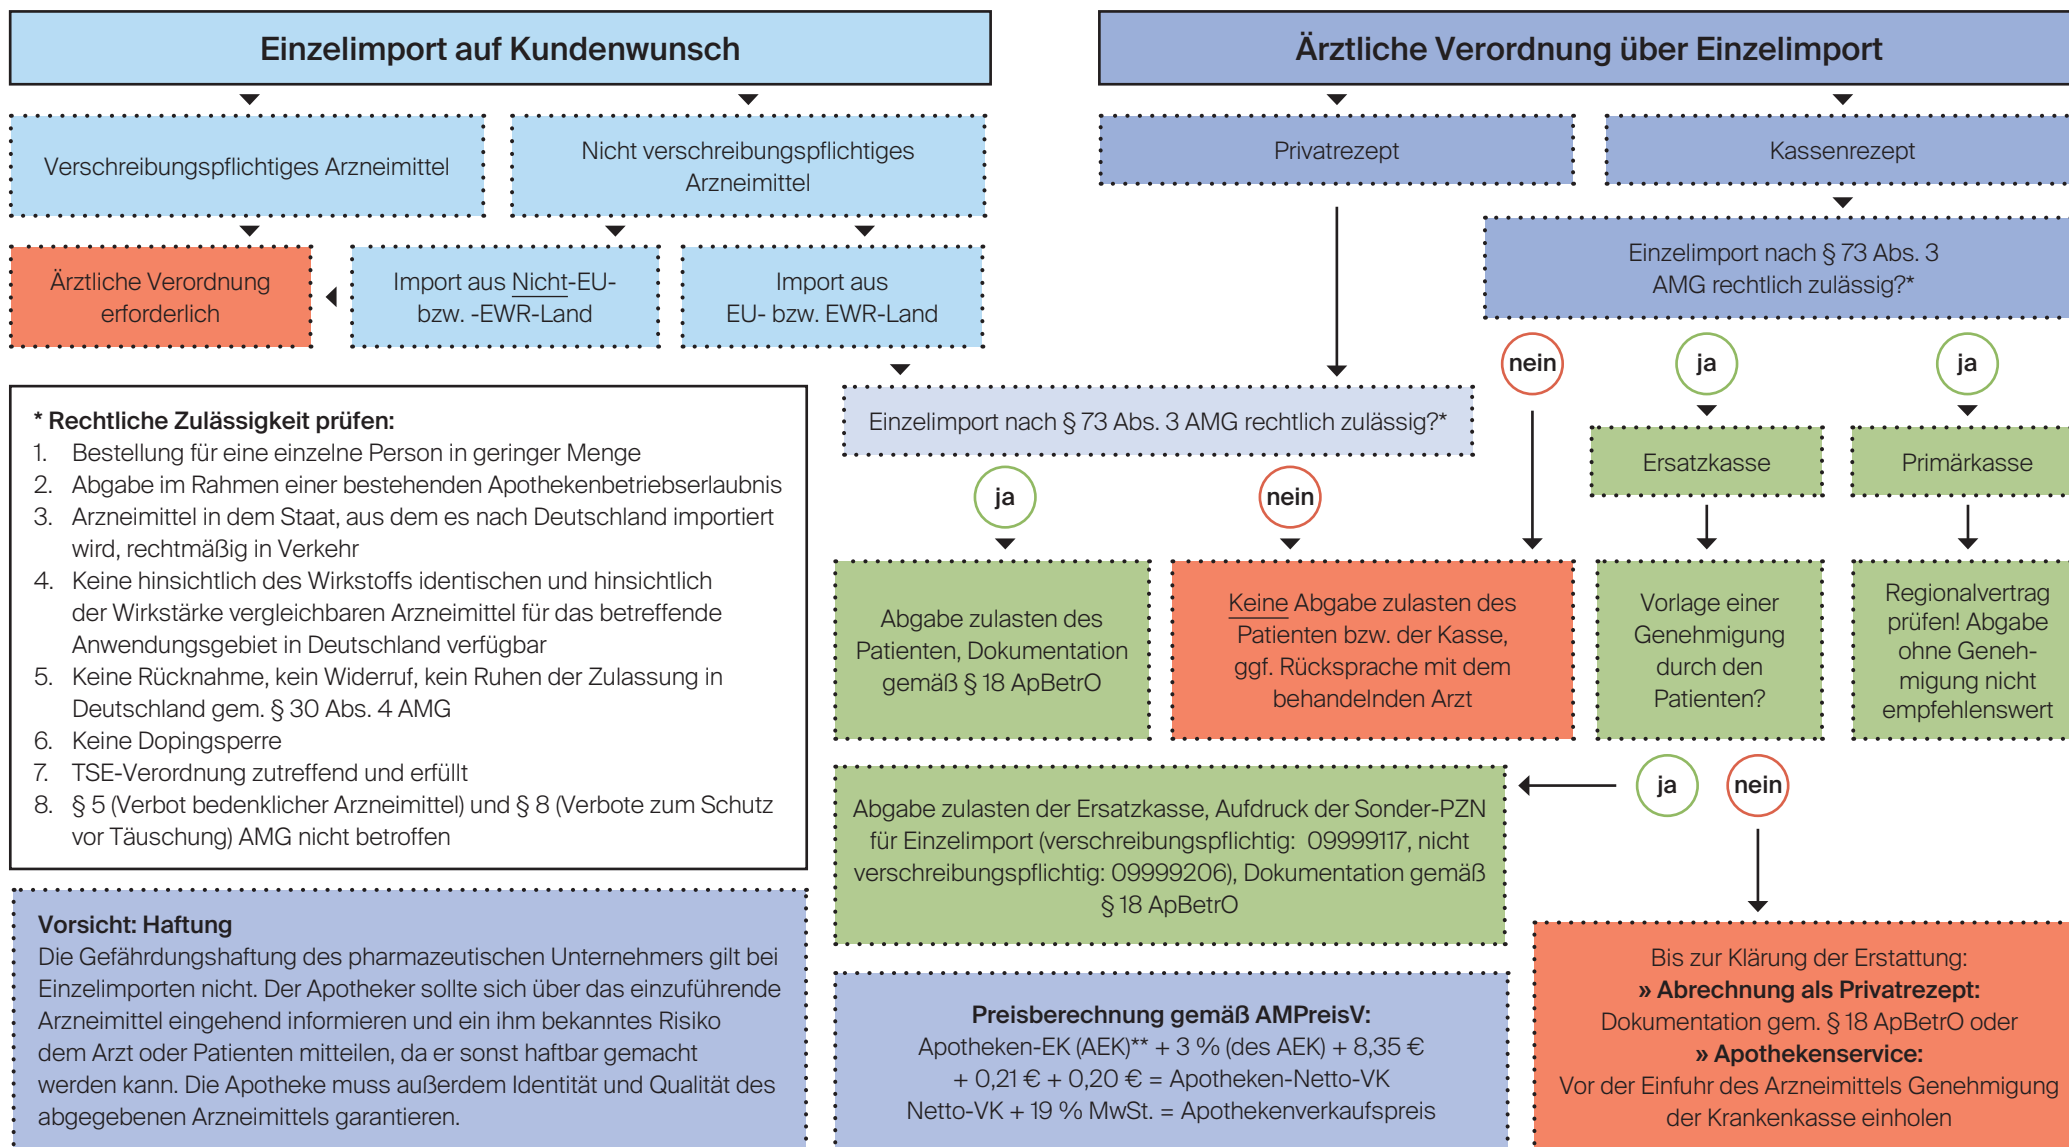 Einzelimport auf Kundenwunsch
Verschreibungspflichtiges Arzneimittel
Nicht verschreibungspflichtiges
Arzneimittel
Ärztliche Verordnung
erforderlich
Import aus Nicht-EU-
bzw. -EWR-Land
Import aus
EU- bzw. EWR-Land
Ärztliche Verordnung über Einzelimport
Privatrezept
Kassenrezept
Einzelimport nach § 73 Abs. 3
AMG rechtlich zulässig?*
nein
ja
ja
Einzelimport nach § 73 Abs. 3 AMG rechtlich zulässig?*
ja
nein
Ersatzkasse
Primärkasse
Abgabe zulasten des
Patienten, Dokumentation
gemäß § 18 ApBetrO
Keine Abgabe zulasten des
Patienten bzw. der Kasse,
ggf. Rücksprache mit dem
behandelnden Arzt
Vorlage einer
Genehmigung
durch den
Patienten?
Regionalvertrag
prüfen! Abgabe
ohne Geneh-
migung nicht
empfehlenswert
ja
nein
Abgabe zulasten der Ersatzkasse, Aufdruck der Sonder-PZN
für Einzelimport (verschreibungspflichtig: 09999117, nicht
verschreibungspflichtig: 09999206), Dokumentation gemäß
§ 18 ApBetrO
Bis zur Klärung der Erstattung:
» Abrechnung als Privatrezept:
Dokumentation gem. § 18 ApBetrO oder
» Apothekenservice:
Vor der Einfuhr des Arzneimittels Genehmigung
der Krankenkasse einholen
* Rechtliche Zulässigkeit prüfen:
1. Bestellung für eine einzelne Person in geringer Menge
2. Abgabe im Rahmen einer bestehenden Apothekenbetriebserlaubnis
3. Arzneimittel in dem Staat, aus dem es nach Deutschland importiert
wird, rechtmäßig in Verkehr
4. Keine hinsichtlich des Wirkstoffs identischen und hinsichtlich
der Wirkstärke vergleichbaren Arzneimittel für das betreffende
Anwendungsgebiet in Deutschland verfügbar
5. Keine Rücknahme, kein Widerruf, kein Ruhen der Zulassung in
Deutschland gem. § 30 Abs. 4 AMG
6. Keine Dopingsperre
7. TSE-Verordnung zutreffend und erfüllt
8. § 5 (Verbot bedenklicher Arzneimittel) und § 8 (Verbote zum Schutz
vor Täuschung) AMG nicht betroffen
Vorsicht: Haftung
Die Gefährdungshaftung des pharmazeutischen Unternehmers gilt bei
Einzelimporten nicht. Der Apotheker sollte sich über das einzuführende
Arzneimittel eingehend informieren und ein ihm bekanntes Risiko
dem Arzt oder Patienten mitteilen, da er sonst haftbar gemacht
werden kann. Die Apotheke muss außerdem Identität und Qualität des
abgegebenen Arzneimittels garantieren.
Preisberechnung gemäß AMPreisV:
Apotheken-EK (AEK)** + 3 % (des AEK) + 8,35 €
+ 0,21 € + 0,20 € = Apotheken-Netto-VK
Netto-VK + 19 % MwSt. = Apothekenverkaufspreis